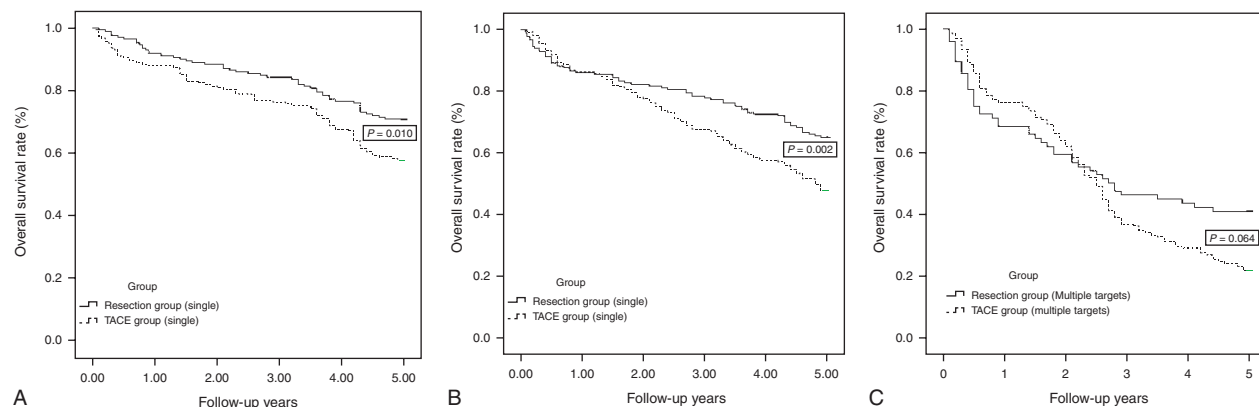 Overall survival rate (%)
1.0
0.8
0.6
0.4
0.2
0.0
P = 0.010
Group
Resection group (single)
TACE group (single)
0.00 1.00 2.00 3.00 4.00 5.00
Follow-up years
A
Overall survival rate (%)
1.0
0.8
0.6
0.4
0.2
0.0
P = 0.002
Group
Resection group (single)
TACE group (single)
0.00 1.00 2.00 3.00 4.00 5.00
Follow-up years
B
Overall survival rate (%)
1.0
0.8
0.6
0.4
0.2
0.0
P = 0.064
Group
Resection group (Multiple targets)
TACE group (multiple targets)
0 1 2 3 4 5
Follow-up years
C